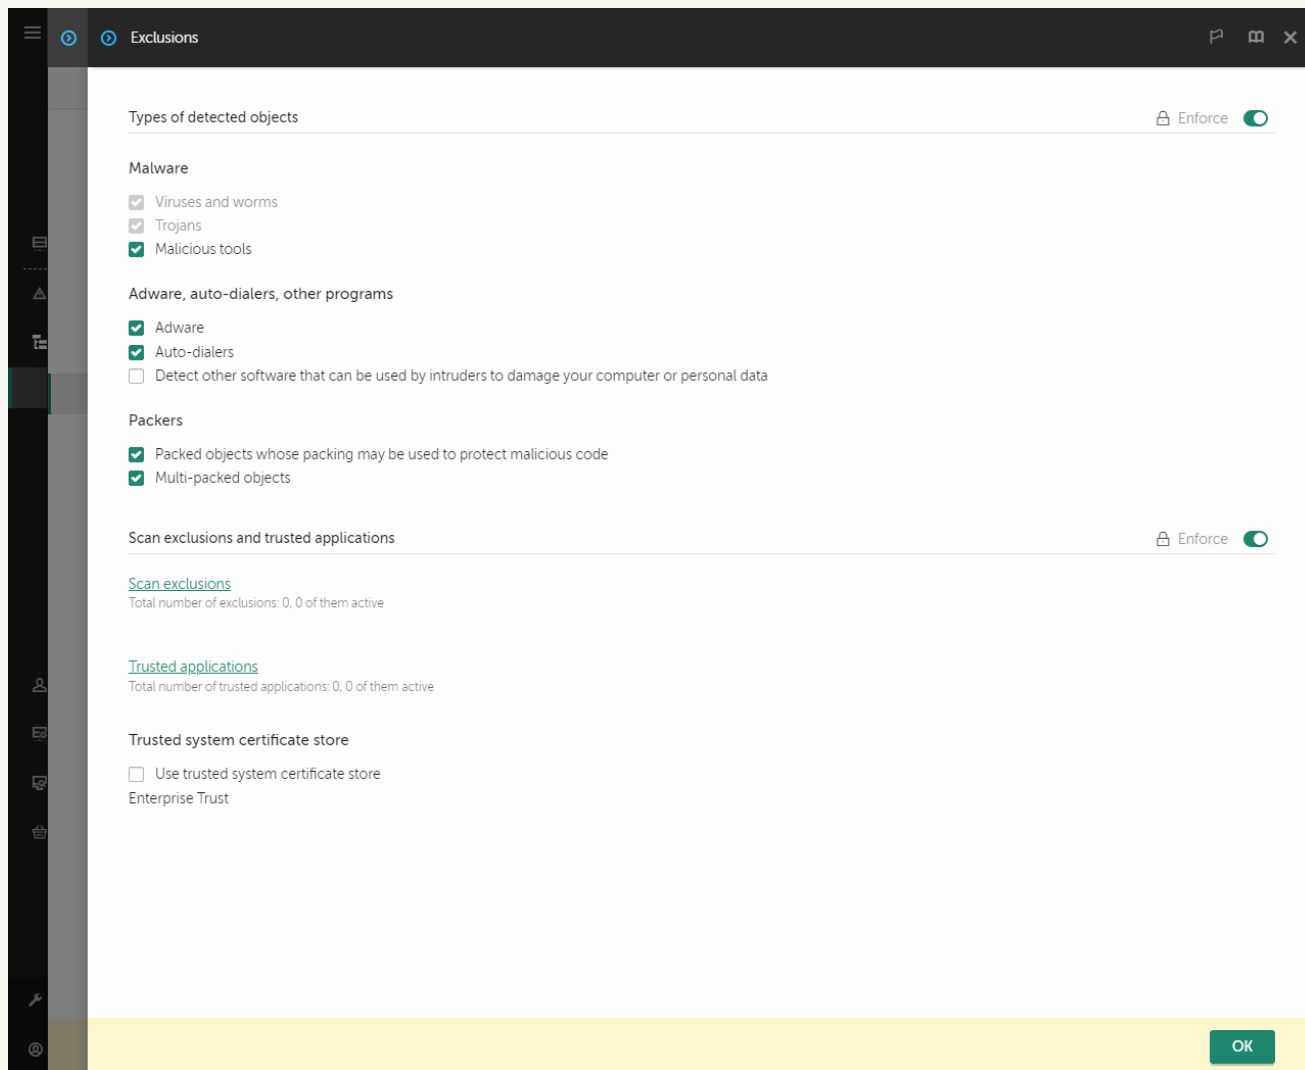 Exclusions
Types of detected objects
Enforce
Malware
Viruses and worms
Trojans
Malicious tools
Adware, auto-dialers, other programs
Adware
Auto-dialers
Detect other software that can be used by intruders to damage your computer or personal data
Packers
Packed objects whose packing may be used to protect malicious code
Multi-packed objects
Scan exclusions and trusted applications
Enforce
Scan exclusions
Total number of exclusions: 0, 0 of them active
Trusted applications
Total number of trusted applications: 0, 0 of them active
Trusted system certificate store
Use trusted system certificate store
Enterprise Trust
OK